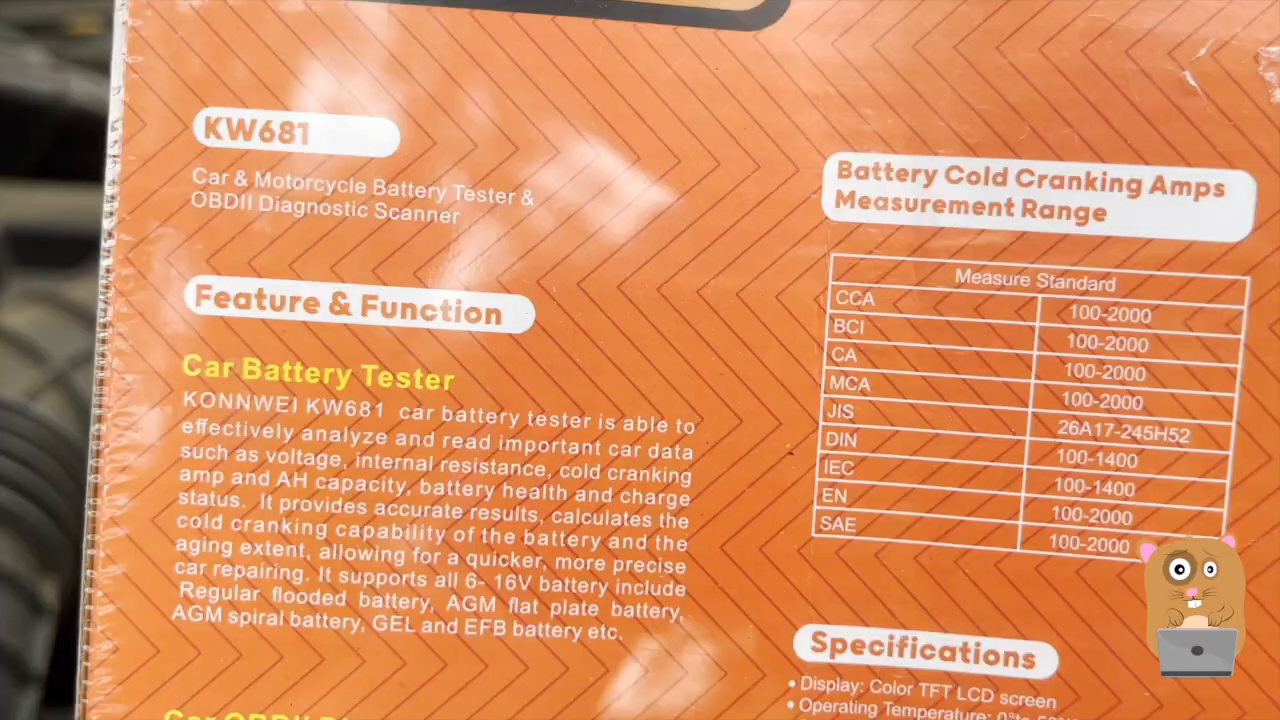 KW681
Car & Motorcycle Battery Tester &
OBDII Diagnostic Scanner
Feature & Function
Car Battery Tester
KONNWEI KW681 car battery tester is able to
effectively analyze and read important car data
such as voltage, internal resistance, cold cranking
amp and AH capacity, battery health and charge
status. It provides accurate results, calculates the
cold cranking capability of the battery and the
aging extent, allowing for a quicker, more precise
car repairing. It supports all 6- 16V battery include
Regular flooded battery, AGM flat plate battery,
AGM spiral battery, GEL and EFB battery etc.
Car OBDII
Battery Cold Cranking Amps
Measurement Range
Measure Standard
CCA 100-2000
BCI 100-2000
CA 100-2000
MCA 100-2000
JIS 26A17-245H52
DIN 100-1400
IEC 100-1400
EN 100-2000
SAE 100-2000
Specifications
• Display: Color TFT LCD screen
• Operating Temperature: 0°to